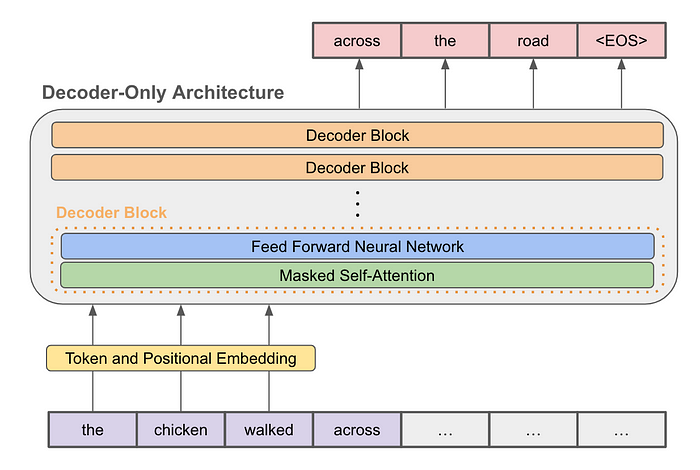 across the road <EOS>
Decoder-Only Architecture
Decoder Block
Decoder Block
Decoder Block
Feed Forward Neural Network
Masked Self-Attention
Token and Positional Embedding
the chicken walked across ... ... ...